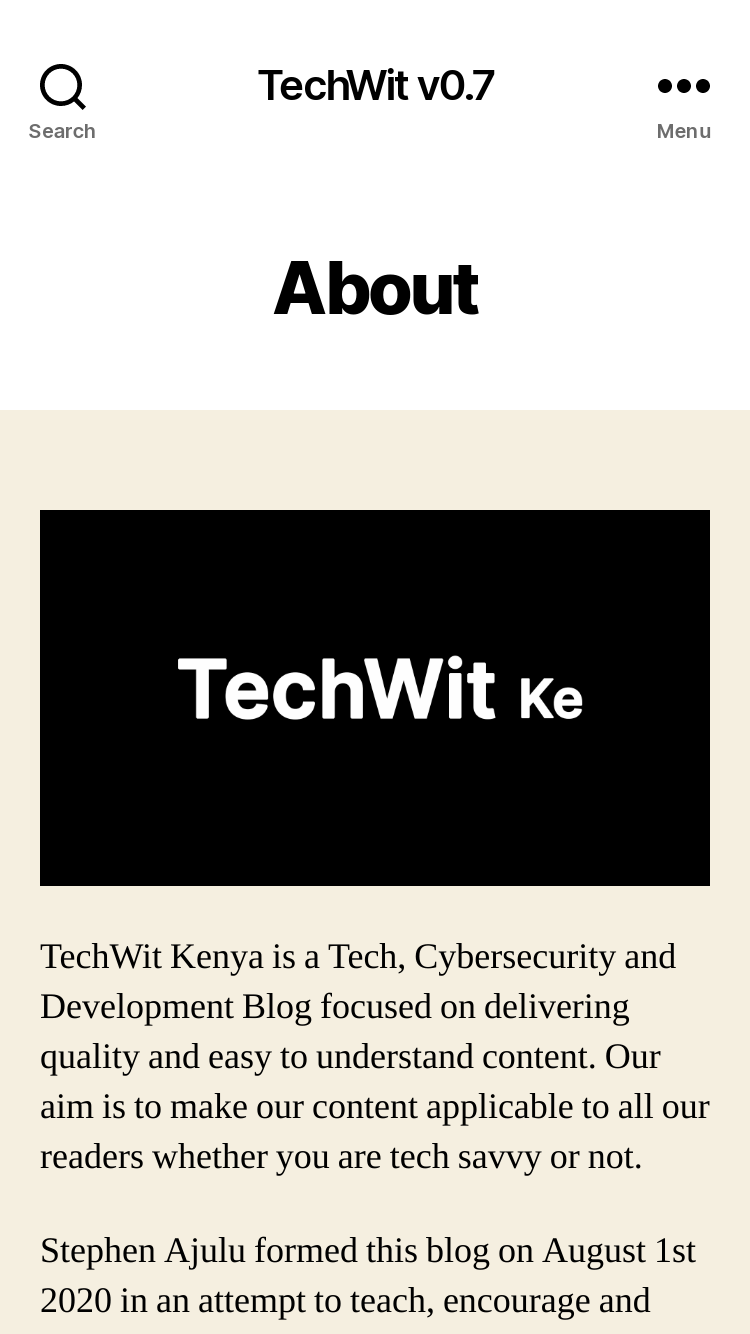 TechWit v0.7
Search
Menu
About
TechWit Ke
TechWit Kenya is a Tech, Cybersecurity and
Development Blog focused on delivering
quality and easy to understand content. Our
aim is to make our content applicable to all our
readers whether you are tech savvy or not.
Stephen Ajulu formed this blog on August 1st
2020 in an attempt to teach, encourage and